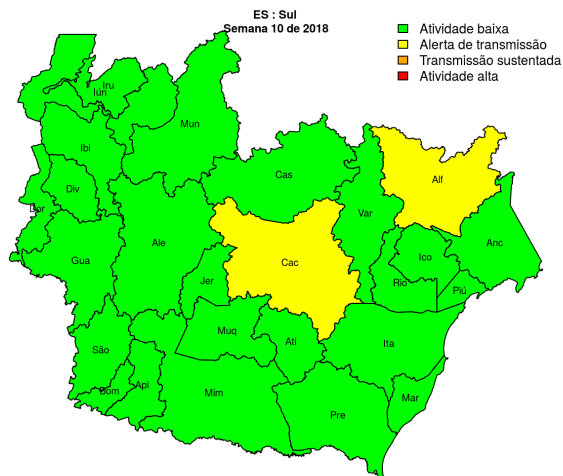 ES : Sul
Semana 10 de 2018
Atividade baixa
Alerta de transmissão
Transmissão sustentada
Atividade alta
Iru
Iún
Mun
Ibi
Cas
Alf
Div
Dor
Var
Ale
Anc
Gua
Cac
Ico
Jer
Rio
Piú
Muq
Ati
Ita
São
Bom
Api
Mim
Mar
Pre